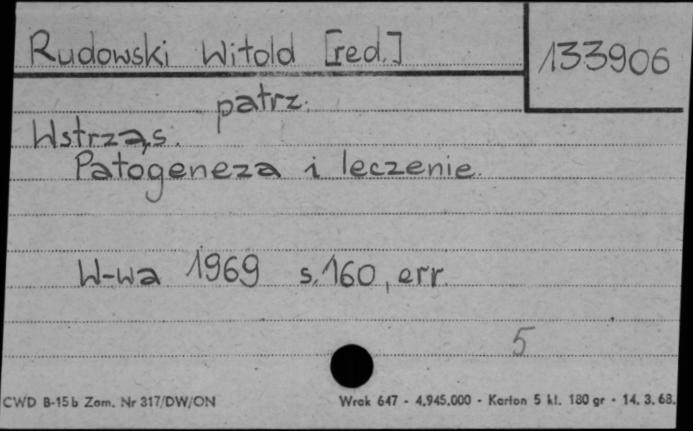 Rudowski Witold [red.]
133906
patrz.
Wstrząs.
Patogeneza i leczenie.
W-wa 1969 s.160, err.
5
CWD B-15b Zam. Nr 317/DW/ON Wrak 647 - 4.945.000 - Karton 5 kl. 180 gr - 14. 3. 68.